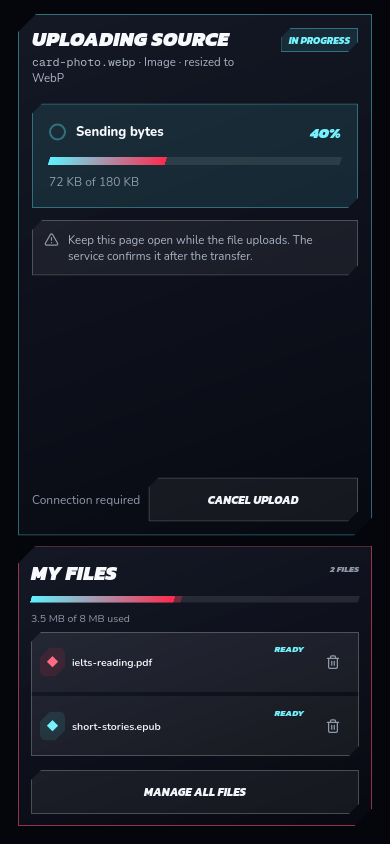 UPLOADING SOURCE
IN PROGRESS
card-photo.webp · Image · resized to
WebP
Sending bytes
40%
72 KB of 180 KB
Keep this page open while the file uploads. The
service confirms it after the transfer.
Connection required
CANCEL UPLOAD
MY FILES
2 FILES
3.5 MB of 8 MB used
READY
ielts-reading.pdf
READY
short-stories.epub
MANAGE ALL FILES